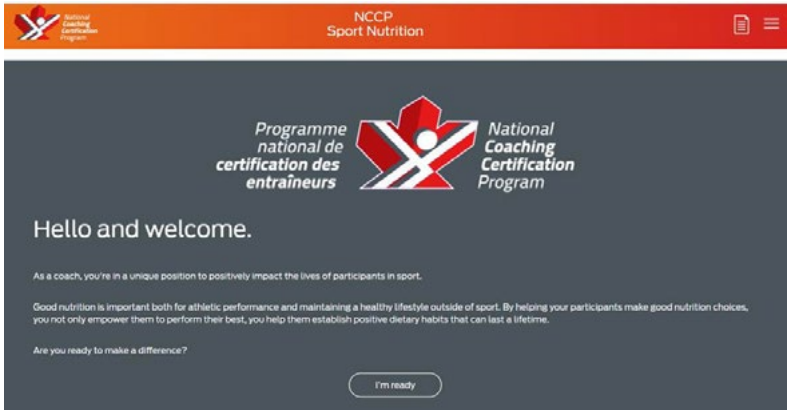 National
Coaching
Certification
Program
NCCP
Sport Nutrition
Programme
national de
certification des
entraîneurs
National
Coaching
Certification
Program
Hello and welcome.
As a coach, you're in a unique position to positively impact the lives of participants in sport.
Good nutrition is important both for athletic performance and maintaining a healthy lifestyle outside of sport. By helping your participants make good nutrition choices,
you not only empower them to perform their best, you help them establish positive dietary habits that can last a lifetime.
Are you ready to make a difference?
I'm ready